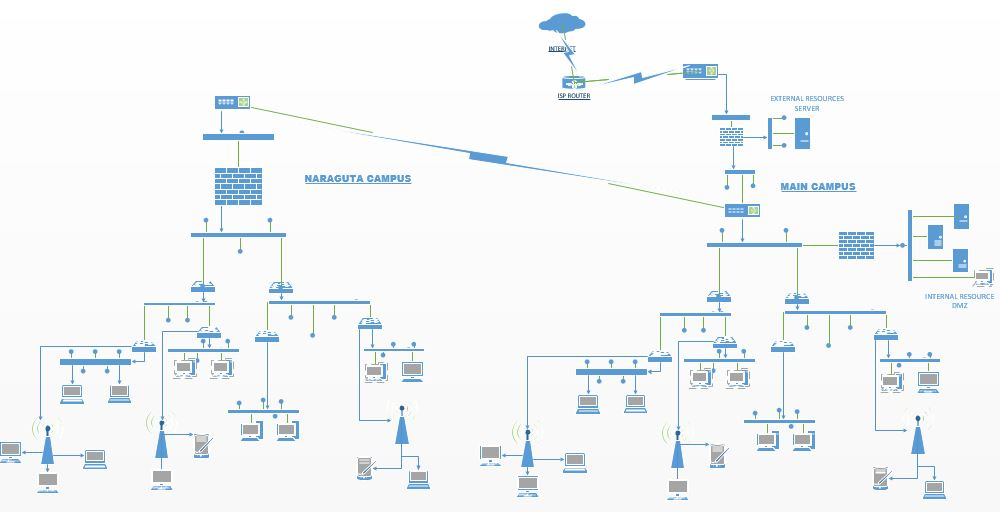 INTERNET
ISP ROUTER
EXTERNAL RESOURCES
SERVER
NARAGUTA CAMPUS
MAIN CAMPUS
INTERNAL RESOURCE
DMZ